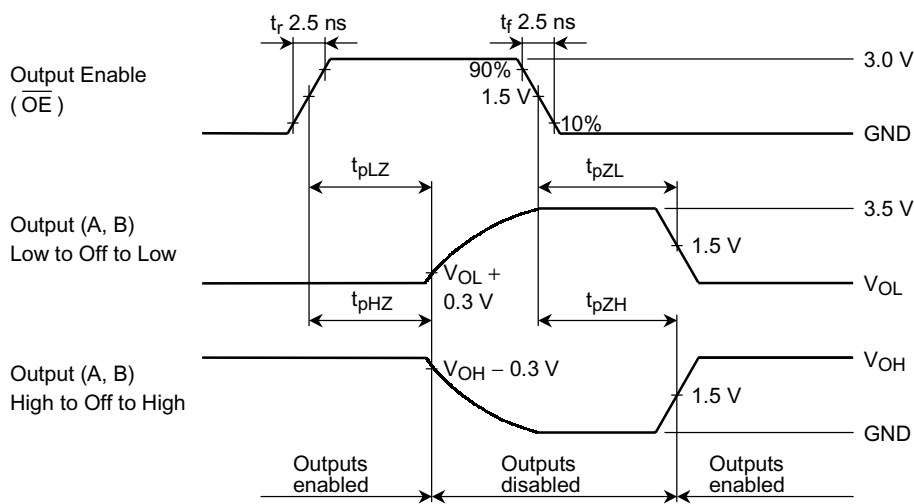 tr 2.5 ns
tf 2.5 ns
Output Enable
( OE )
90%
1.5 V
10%
3.0 V
GND
tpLZ
tpZL
Output (A, B)
Low to Off to Low
3.5 V
1.5 V
VOL +
0.3 V
VOL
tpHZ
tpZH
Output (A, B)
High to Off to High
VOH − 0.3 V
VOH
1.5 V
GND
Outputs
enabled
Outputs
disabled
Outputs
enabled